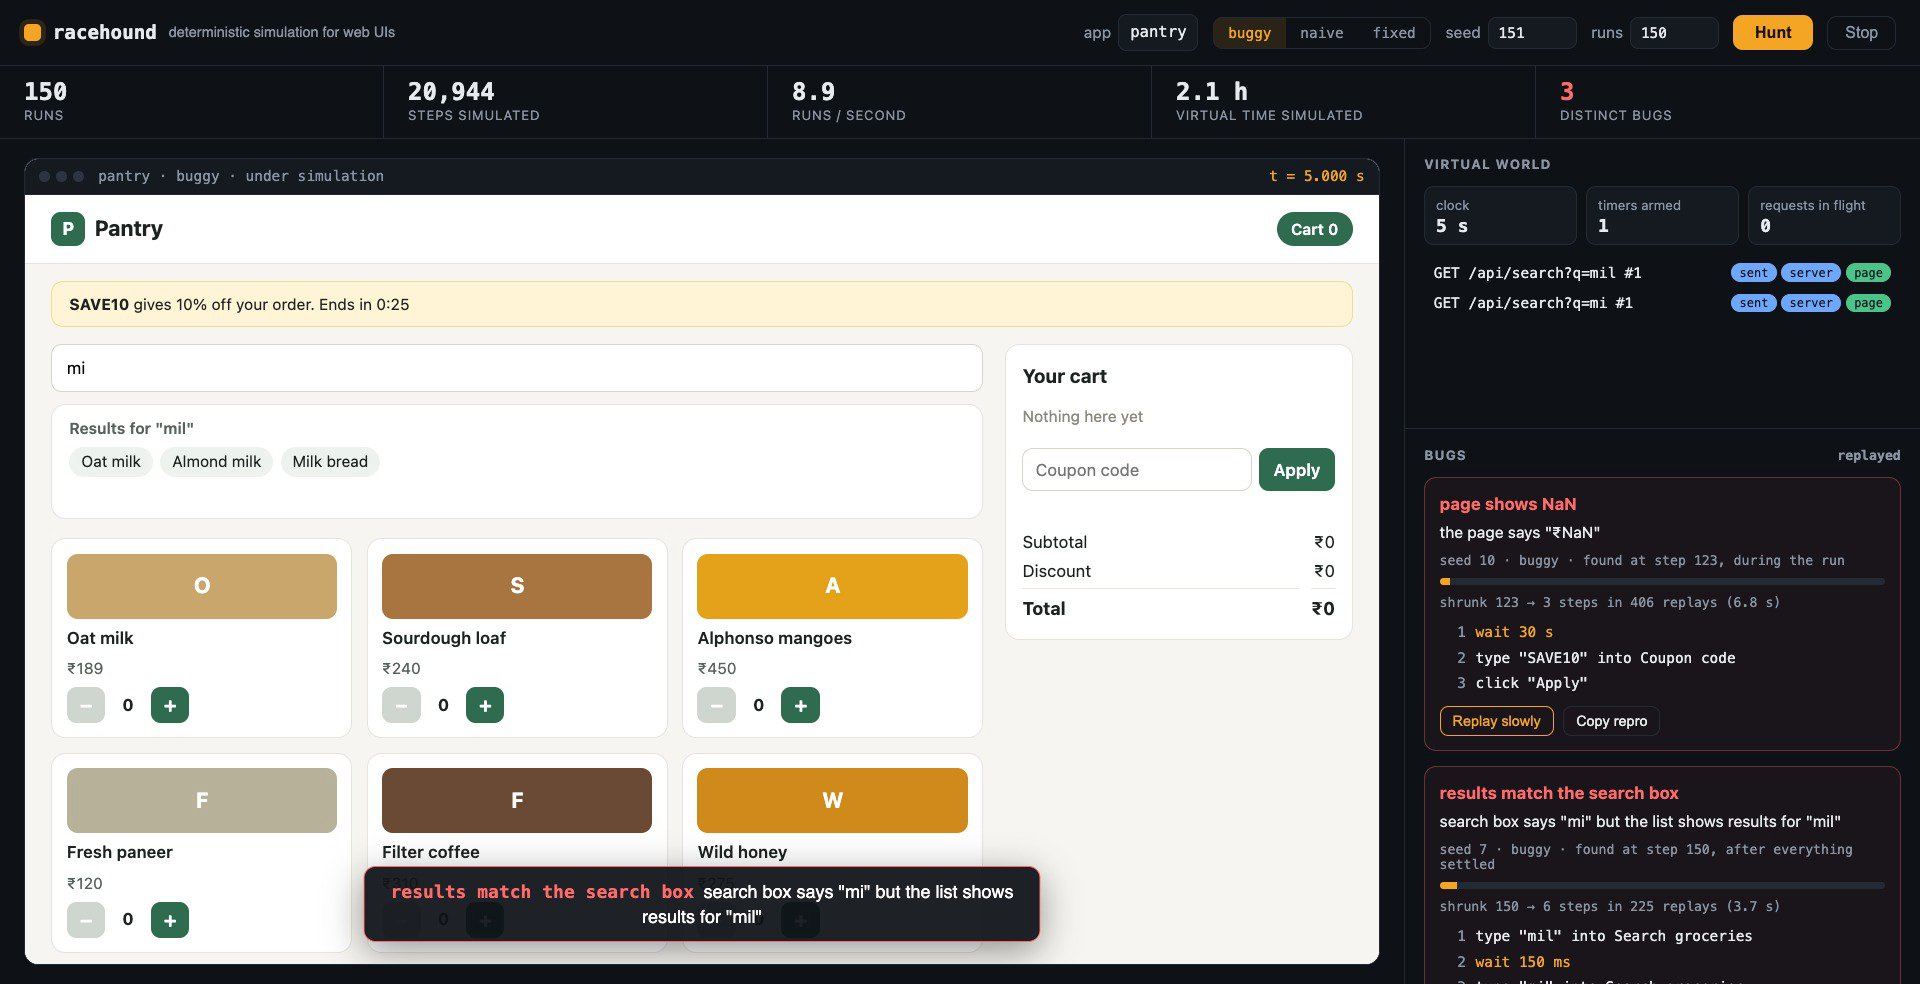 racehound deterministic simulation for web UIs
app pantry buggy naive fixed seed 151 runs 150 Hunt Stop
150
RUNS
20,944
STEPS SIMULATED
8.9
RUNS / SECOND
2.1 h
VIRTUAL TIME SIMULATED
3
DISTINCT BUGS
pantry · buggy · under simulation t = 5.000 s
P Pantry Cart 0
SAVE10 gives 10% off your order. Ends in 0:25
mi
Results for "mil"
Oat milk Almond milk Milk bread
O
Oat milk
₹189
− 0 +
S
Sourdough loaf
₹240
− 0 +
A
Alphonso mangoes
₹450
− 0 +
F
Fresh paneer
₹120
− 0 +
F
Filter coffee
W
Wild honey
Your cart
Nothing here yet
Coupon code Apply
Subtotal ₹0
Discount ₹0
Total ₹0
results match the search box search box says "mi" but the list shows
results for "mil"
VIRTUAL WORLD
clock
5 s
timers armed
1
requests in flight
0
GET /api/search?q=mil #1 sent server page
GET /api/search?q=mi #1 sent server page
BUGS replayed
page shows NaN
the page says "₹NaN"
seed 10 · buggy · found at step 123, during the run
shrunk 123 → 3 steps in 406 replays (6.8 s)
1 wait 30 s
2 type "SAVE10" into Coupon code
3 click "Apply"
Replay slowly Copy repro
results match the search box
search box says "mi" but the list shows results for "mil"
seed 7 · buggy · found at step 150, after everything
settled
shrunk 150 → 6 steps in 225 replays (3.7 s)
1 type "mil" into Search groceries
2 wait 150 ms